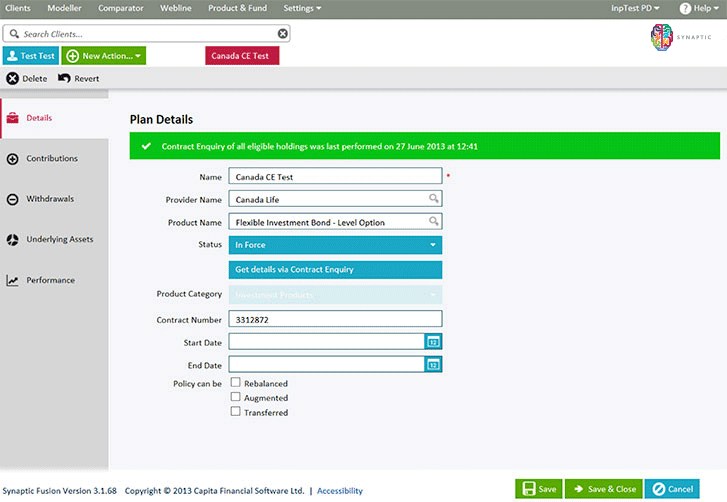 Clients Modeller Comparator Webline Product & Fund Settings InpTest PD ? Help
Search Clients...
SYNAPTIC
Test Test New Action... Canada CE Test
Delete Revert
Details
Plan Details
Contract Enquiry of all eligible holdings was last performed on 27 June 2013 at 12:41
Contributions
Name Canada CE Test *
Provider Name Canada Life
Withdrawals
Product Name Flexible Investment Bond - Level Option
Underlying Assets
Status In Force
Get details via Contract Enquiry
Performance
Product Category Investment Products
Contract Number 3312872
Start Date
End Date
Policy can be Rebalanced
Augmented
Transferred
Synaptic Fusion Version 3.1.68 Copyright © 2013 Capita Financial Software Ltd. | Accessibility
Save Save & Close Cancel